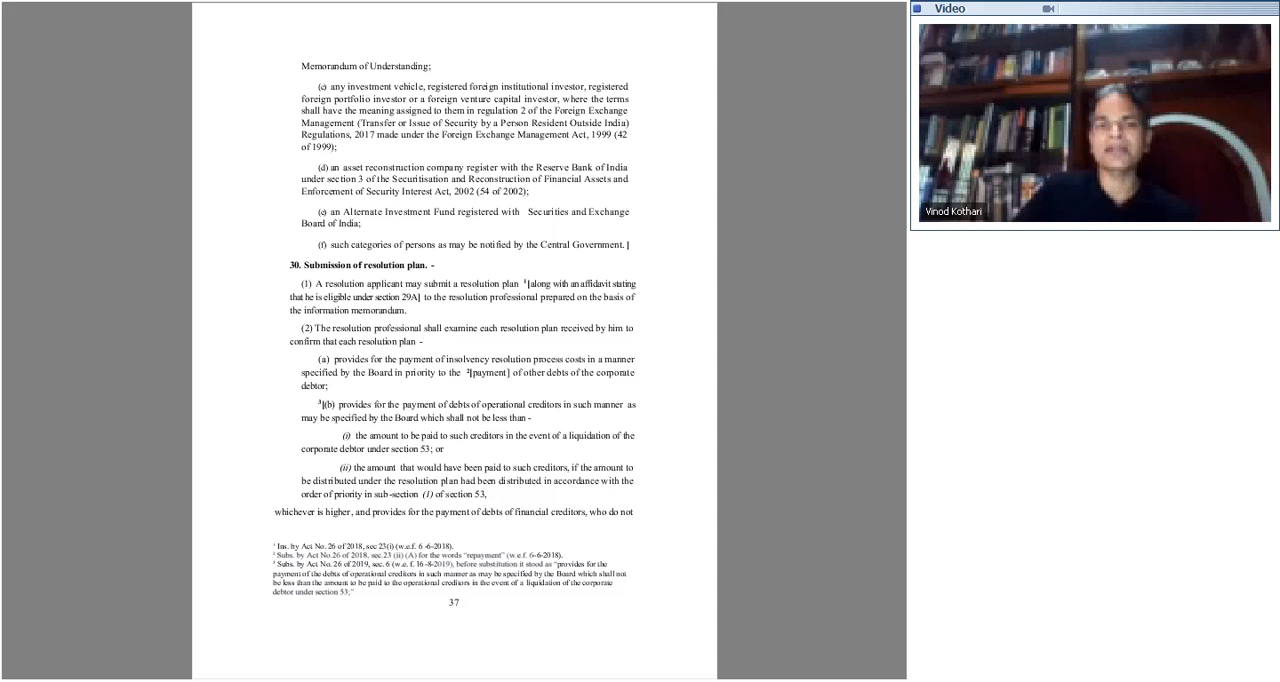 Memorandum of Understanding;
(c) any investment vehicle, registered foreign institutional investor, registered
foreign portfolio investor or a foreign venture capital investor, where the terms
shall have the meaning assigned to them in regulation 2 of the Foreign Exchange
Management (Transfer or Issue of Security by a Person Resident Outside India)
Regulations, 2017 made under the Foreign Exchange Management Act, 1999 (42
of 1999);
(d) an asset reconstruction company register with the Reserve Bank of India
under section 3 of the Securitisation and Reconstruction of Financial Assets and
Enforcement of Security Interest Act, 2002 (54 of 2002);
(e) an Alternate Investment Fund registered with Securities and Exchange
Board of India;
(f) such categories of persons as may be notified by the Central Government.]
30. Submission of resolution plan. -
(1) A resolution applicant may submit a resolution plan ¹[along with an affidavit stating
that he is eligible under section 29A] to the resolution professional prepared on the basis of
the information memorandum.
(2) The resolution professional shall examine each resolution plan received by him to
confirm that each resolution plan -
(a) provides for the payment of insolvency resolution process costs in a manner
specified by the Board in priority to the ²[payment] of other debts of the corporate
debtor;
³[(b) provides for the payment of debts of operational creditors in such manner as
may be specified by the Board which shall not be less than -
(i) the amount to be paid to such creditors in the event of a liquidation of the
corporate debtor under section 53; or
(ii) the amount that would have been paid to such creditors, if the amount to
be distributed under the resolution plan had been distributed in accordance with the
order of priority in sub-section (1) of section 53,
whichever is higher, and provides for the payment of debts of financial creditors, who do not
¹ Ins. by Act No. 26 of 2018, sec 23(i) (w.e.f. 6-6-2018).
² Subs. by Act No.26 of 2018, sec.23 (ii) (A) for the words “repayment” (w.e.f. 6-6-2018).
³ Subs. by Act No. 26 of 2019, sec. 6 (w.e. f. 16-8-2019), before substitution it stood as “provides for the
payment of the debts of operational creditors in such manner as may be specified by the Board which shall not
be less than the amount to be paid to the operational creditors in the event of a liquidation of the corporate
debtor under section 53;”
37
Video
Vinod Kothari